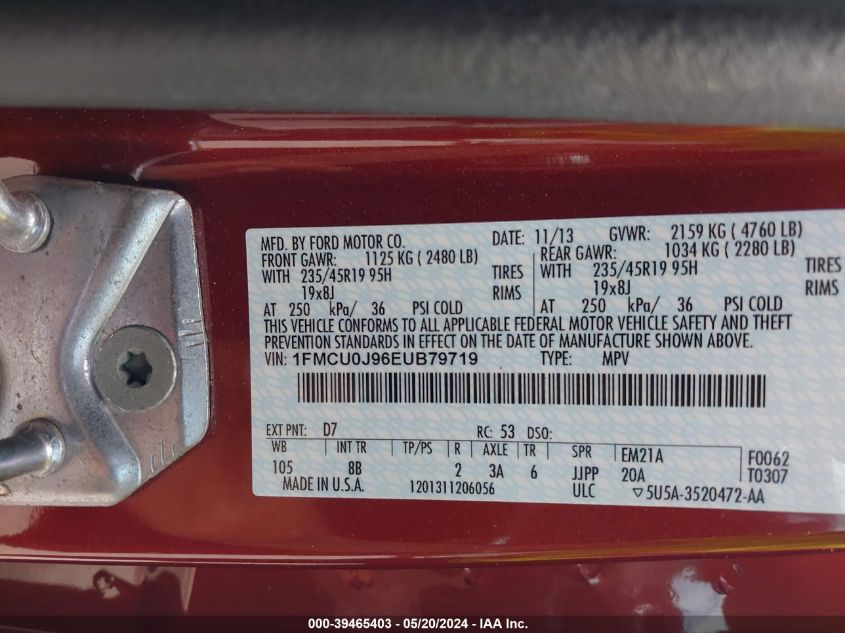 MFD. BY FORD MOTOR CO. DATE: 11/13 GVWR: 2159 KG ( 4760 LB)
FRONT GAWR: 1125 KG ( 2480 LB) REAR GAWR: 1034 KG ( 2280 LB)
WITH 235/45R19 95H TIRES WITH 235/45R19 95H TIRES
19x8J RIMS 19x8J RIMS
AT 250 kPa/ 36 PSI COLD AT 250 kPa/ 36 PSI COLD
THIS VEHICLE CONFORMS TO ALL APPLICABLE FEDERAL MOTOR VEHICLE SAFETY AND THEFT
PREVENTION STANDARDS IN EFFECT ON THE DATE OF MANUFACTURE SHOWN ABOVE.
VIN: 1FMCU0J96EUB79719 TYPE: MPV
EXT PNT: D7 RC: 53 DSO:
WB INT TR TP/PS R AXLE TR SPR EM21A F0062
105 8B 2 3A 6 JJPP 20A T0307
MADE IN U.S.A. 1201311206056 ULC ▽5U5A-3520472-AA
000-39465403 - 05/20/2024 - IAA Inc.